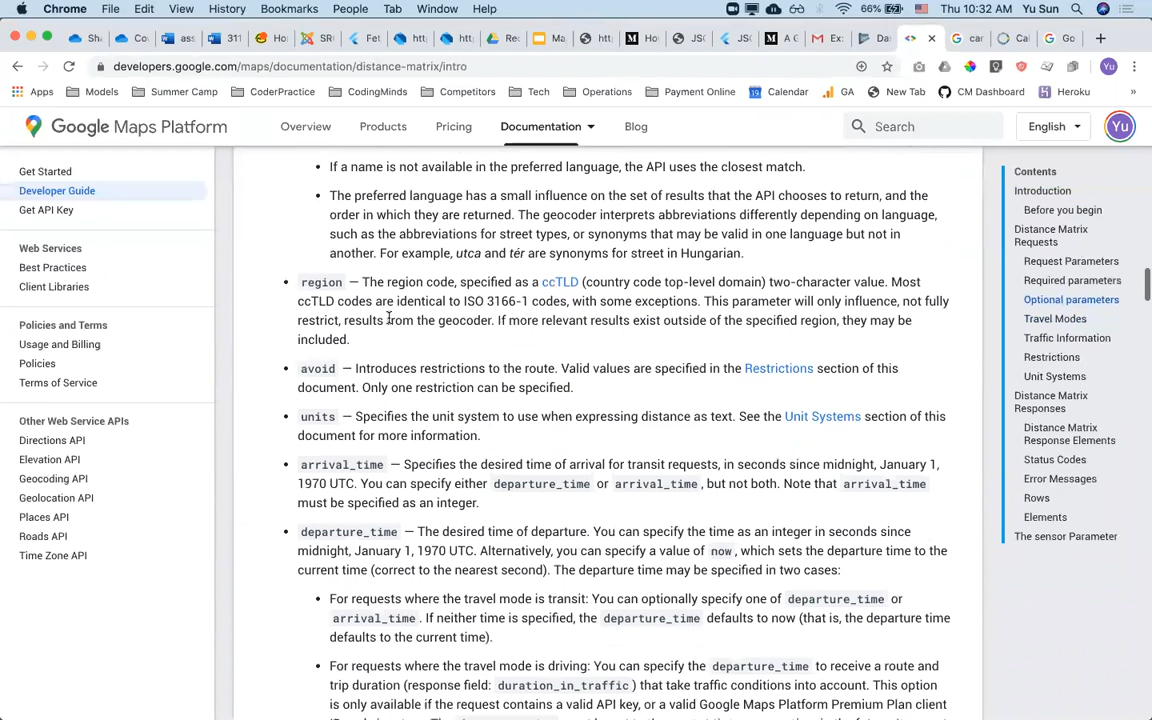 Chrome File Edit View History Bookmarks People Tab Window Help 66% Thu 10:32 AM Yu Sun
Sha Cov ass 311 Ho SRC Fet http http Rec Ma http Ho JSC JSC A G Ex Das car Cal Go
developers.google.com/maps/documentation/distance-matrix/intro
Apps Models Summer Camp CoderPractice CodingMinds Competitors Tech Operations Payment Online Calendar GA New Tab CM Dashboard Heroku »
Google Maps Platform Overview Products Pricing Documentation Blog Search English Yu
Get Started
Developer Guide
Get API Key
Web Services
Best Practices
Client Libraries
Policies and Terms
Usage and Billing
Policies
Terms of Service
Other Web Service APIs
Directions API
Elevation API
Geocoding API
Geolocation API
Places API
Roads API
Time Zone API
• If a name is not available in the preferred language, the API uses the closest match.
• The preferred language has a small influence on the set of results that the API chooses to return, and the
order in which they are returned. The geocoder interprets abbreviations differently depending on language,
such as the abbreviations for street types, or synonyms that may be valid in one language but not in
another. For example, utca and tér are synonyms for street in Hungarian.
• region — The region code, specified as a ccTLD (country code top-level domain) two-character value. Most
ccTLD codes are identical to ISO 3166-1 codes, with some exceptions. This parameter will only influence, not fully
restrict, results from the geocoder. If more relevant results exist outside of the specified region, they may be
included.
• avoid — Introduces restrictions to the route. Valid values are specified in the Restrictions section of this
document. Only one restriction can be specified.
• units — Specifies the unit system to use when expressing distance as text. See the Unit Systems section of this
document for more information.
• arrival_time — Specifies the desired time of arrival for transit requests, in seconds since midnight, January 1,
1970 UTC. You can specify either departure_time or arrival_time, but not both. Note that arrival_time
must be specified as an integer.
• departure_time — The desired time of departure. You can specify the time as an integer in seconds since
midnight, January 1, 1970 UTC. Alternatively, you can specify a value of now, which sets the departure time to the
current time (correct to the nearest second). The departure time may be specified in two cases:
• For requests where the travel mode is transit: You can optionally specify one of departure_time or
arrival_time. If neither time is specified, the departure_time defaults to now (that is, the departure time
defaults to the current time).
• For requests where the travel mode is driving: You can specify the departure_time to receive a route and
trip duration (response field: duration_in_traffic) that take traffic conditions into account. This option
is only available if the request contains a valid API key, or a valid Google Maps Platform Premium Plan client
Contents
Introduction
Before you begin
Distance Matrix
Requests
Request Parameters
Required parameters
Optional parameters
Travel Modes
Traffic Information
Restrictions
Unit Systems
Distance Matrix
Responses
Distance Matrix
Response Elements
Status Codes
Error Messages
Rows
Elements
The sensor Parameter